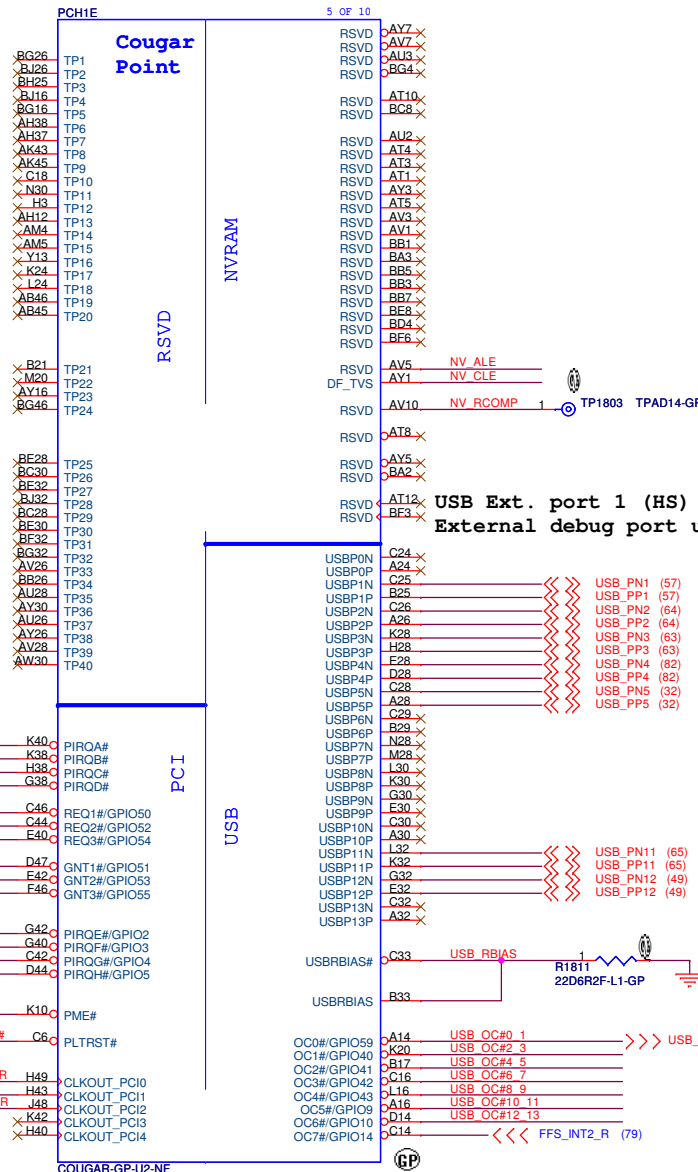 PCH1E 5 OF 10
Cougar
Point
BG26 TP1
BJ26 TP2
BH25 TP3
BJ16 TP4
BG16 TP5
AH38 TP6
AH37 TP7
AK43 TP8
AK45 TP9
C18 TP10
N30 TP11
H3 TP12
AH12 TP13
AM4 TP14
AM5 TP15
Y13 TP16
K24 TP17
L24 TP18
AB46 TP19
AB45 TP20
B21 TP21
M20 TP22
AY16 TP23
BG46 TP24
BE28 TP25
BC30 TP26
BE32 TP27
BJ32 TP28
BC28 TP29
BE30 TP30
BF32 TP31
BG32 TP32
AV26 TP33
BB26 TP34
AU28 TP35
AY30 TP36
AU26 TP37
AY26 TP38
AV28 TP39
AW30 TP40
RSVD
NVRAM
RSVD AY7
RSVD AV7
RSVD AU3
RSVD BG4
RSVD AT10
RSVD BC8
RSVD AU2
RSVD AT4
RSVD AT3
RSVD AT1
RSVD AY3
RSVD AT5
RSVD AV3
RSVD AV1
RSVD BB1
RSVD BA3
RSVD BB5
RSVD BB3
RSVD BB7
RSVD BE8
RSVD BD4
RSVD BF6
RSVD AV5 NV_ALE
DF_TVS AY1 NV_CLE
RSVD AV10 NV_RCOMP 1 TP1803 TPAD14-GP
RSVD AT8
RSVD AY5
RSVD BA2
RSVD AT12
RSVD BF3
USB Ext. port 1 (HS)
External debug port u
K40 PIRQA#
K38 PIRQB#
H38 PIRQC#
G38 PIRQD#
C46 REQ1#/GPIO50
C44 REQ2#/GPIO52
E40 REQ3#/GPIO54
D47 GNT1#/GPIO51
E42 GNT2#/GPIO53
F46 GNT3#/GPIO55
G42 PIRQE#/GPIO2
G40 PIRQF#/GPIO3
C42 PIRQG#/GPIO4
D44 PIRQH#/GPIO5
K10 PME#
# C6 PLTRST#
R H49 CLKOUT_PCI0
H43 CLKOUT_PCI1
R J48 CLKOUT_PCI2
K42 CLKOUT_PCI3
H40 CLKOUT_PCI4
PCI
USB
USBP0N C24
USBP0P A24
USBP1N C25 USB_PN1 (57)
USBP1P B25 USB_PP1 (57)
USBP2N C26 USB_PN2 (64)
USBP2P A26 USB_PP2 (64)
USBP3N K28 USB_PN3 (63)
USBP3P H28 USB_PP3 (63)
USBP4N E28 USB_PN4 (82)
USBP4P D28 USB_PP4 (82)
USBP5N C28 USB_PN5 (32)
USBP5P A28 USB_PP5 (32)
USBP6N C29
USBP6P B29
USBP7N N28
USBP7P M28
USBP8N L30
USBP8P K30
USBP9N G30
USBP9P E30
USBP10N C30
USBP10P A30
USBP11N L32 USB_PN11 (65)
USBP11P K32 USB_PP11 (65)
USBP12N G32 USB_PN12 (49)
USBP12P E32 USB_PP12 (49)
USBP13N C32
USBP13P A32
USBRBIAS# C33 USB_RBIAS 1
R1811
22D6R2F-L1-GP
USBRBIAS B33
OC0#/GPIO59 A14 USB_OC#0_1 USB_
OC1#/GPIO40 K20 USB_OC#2_3
OC2#/GPIO41 B17 USB_OC#4_5
OC3#/GPIO42 C16 USB_OC#6_7
OC4#/GPIO43 L16 USB_OC#8_9
OC5#/GPIO9 A16 USB_OC#10_11
OC6#/GPIO10 D14 USB_OC#12_13
OC7#/GPIO14 C14 FFS_INT2_R (79)
COUGAR-GP-U2-NF
GP